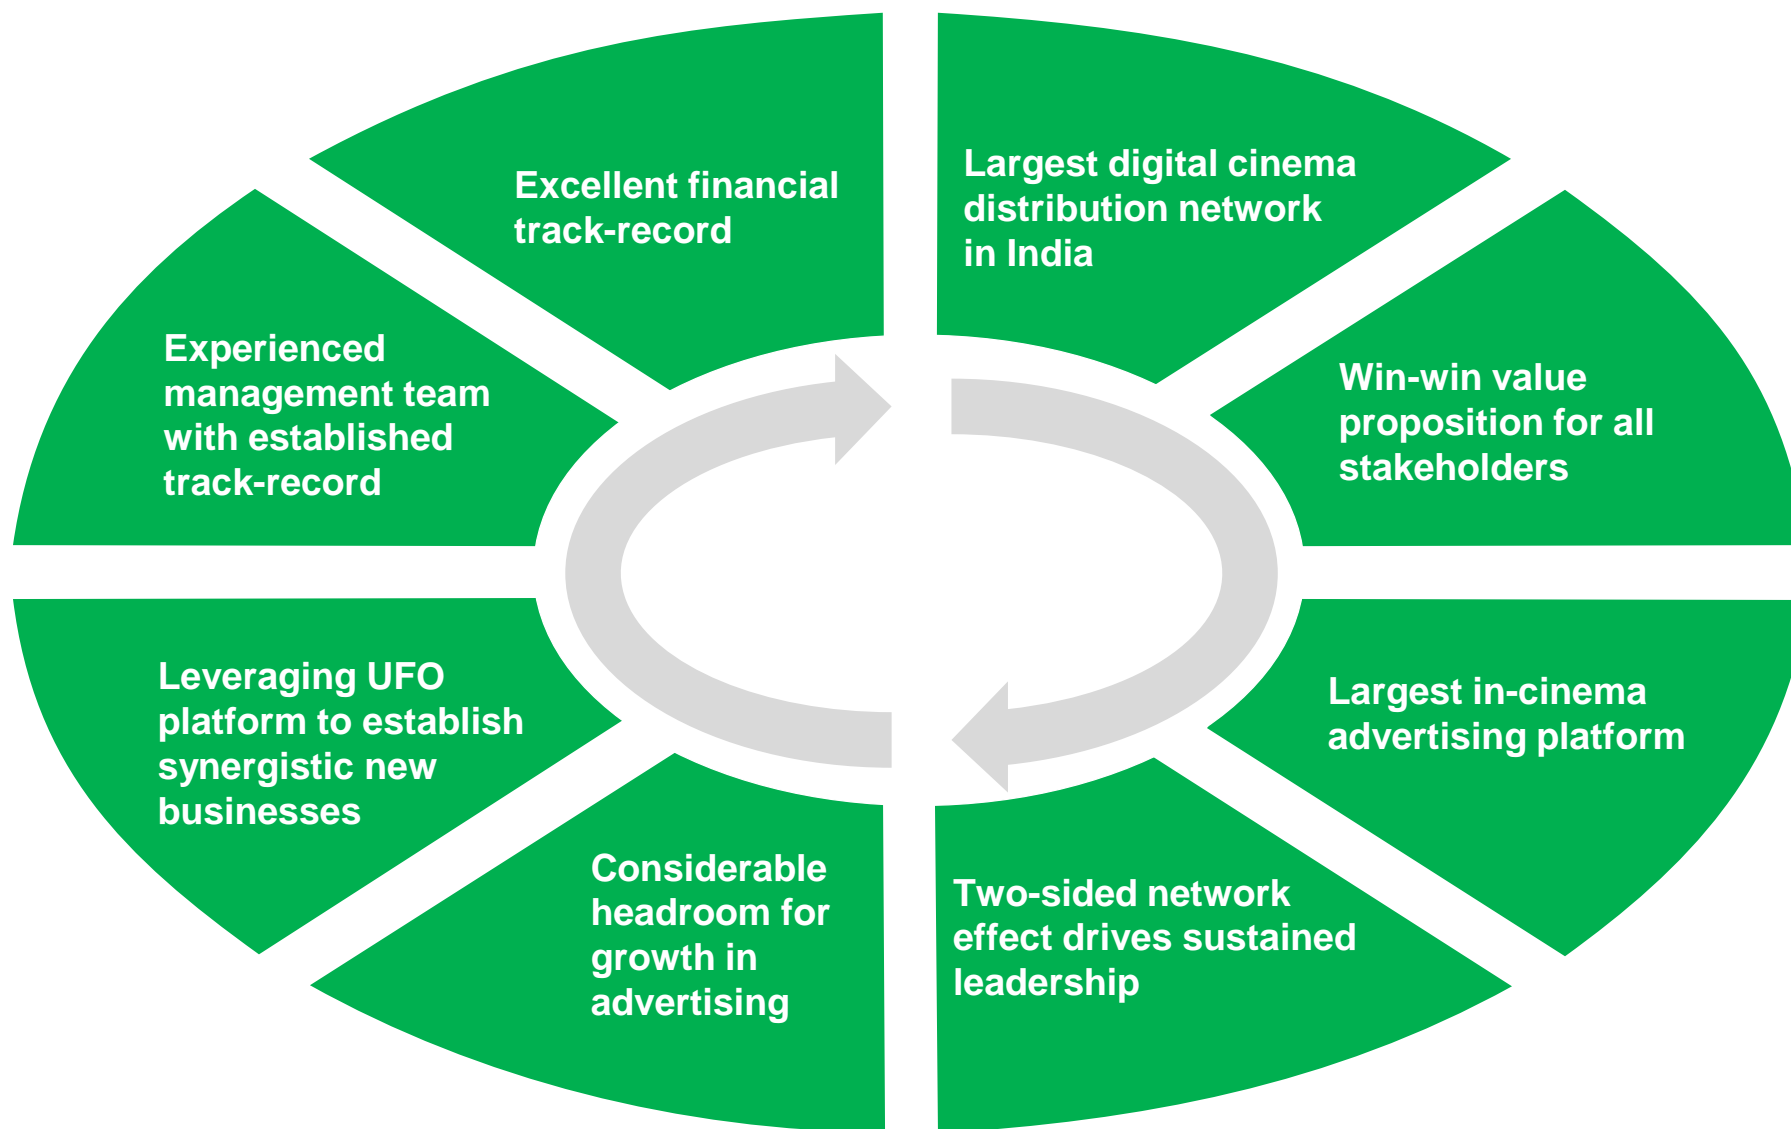 Excellent financial
track-record
Largest digital cinema
distribution network
in India
Win-win value
proposition for all
stakeholders
Largest in-cinema
advertising platform
Two-sided network
effect drives sustained
leadership
Considerable
headroom for
growth in
advertising
Leveraging UFO
platform to establish
synergistic new
businesses
Experienced
management team
with established
track-record